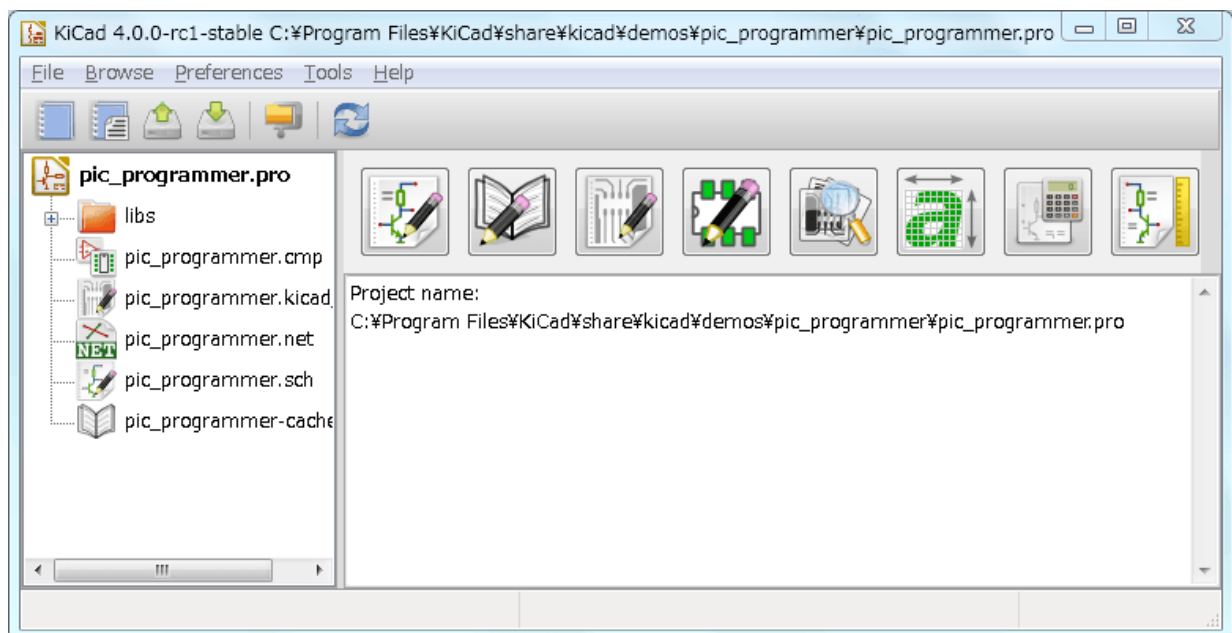 KiCad 4.0.0-rc1-stable C:¥Program Files¥KiCad¥share¥kicad¥demos¥pic_programmer¥pic_programmer.pro
File Browse Preferences Tools Help
pic_programmer.pro
libs
pic_programmer.cmp
pic_programmer.kicad_
NET
pic_programmer.net
pic_programmer.sch
pic_programmer-cache
a
Project name:
C:¥Program Files¥KiCad¥share¥kicad¥demos¥pic_programmer¥pic_programmer.pro